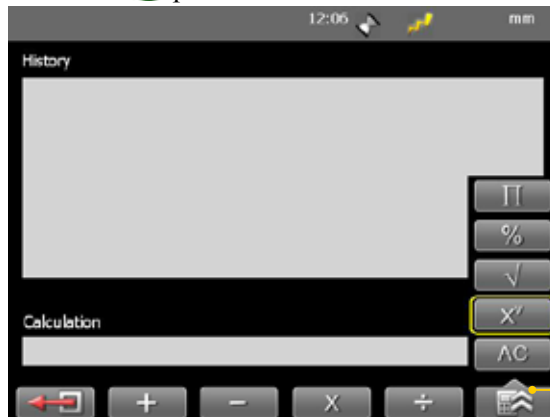 12:06 mm
History
∏
%
√
Xʸ
Calculation
AC
+ − X ÷